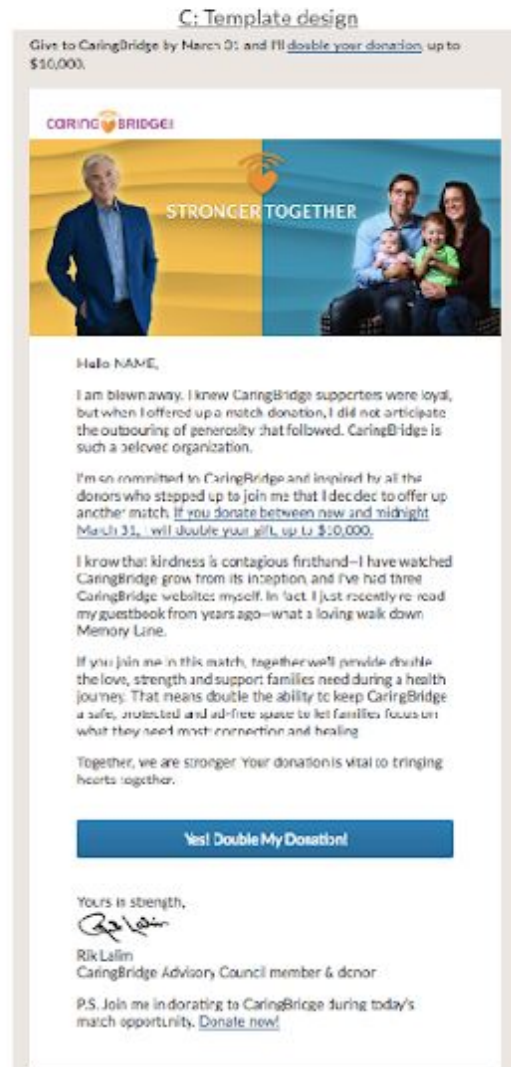 C: Template design
Give to CaringBridge by March 31 and I'll double your donation, up to
$10,000.
CARINGBRIDGE
STRONGER TOGETHER
Hello NAME,
I am blown away. I knew CaringBridge supporters were loyal,
but when I offered up a match donation, I did not anticipate
the outpouring of generosity that followed. CaringBridge is
such a beloved organization.
I'm so committed to CaringBridge and inspired by all the
donors who stepped up to join me that I decided to offer up
another match. If you donate between now and midnight
March 31, I will double your gift, up to $10,000.
I know that kindness is contagious firsthand—I have watched
CaringBridge grow from its inception, and I've had three
CaringBridge websites myself. In fact, I just recently re-read
my guestbook from years ago—what a loving walk down
Memory Lane.
If you join me in this match, together we'll provide double
the love, strength and support families need during a health
journey. That means double the ability to keep CaringBridge
a safe, protected and ad-free space to let families focus on
what they need most: connection and healing.
Together, we are stronger. Your donation is vital to bringing
hearts together.
Yes! Double My Donation!
Yours in strength,
Rik Lalim
CaringBridge Advisory Council member & donor
P.S. Join me in donating to CaringBridge during today's
match opportunity. Donate now!